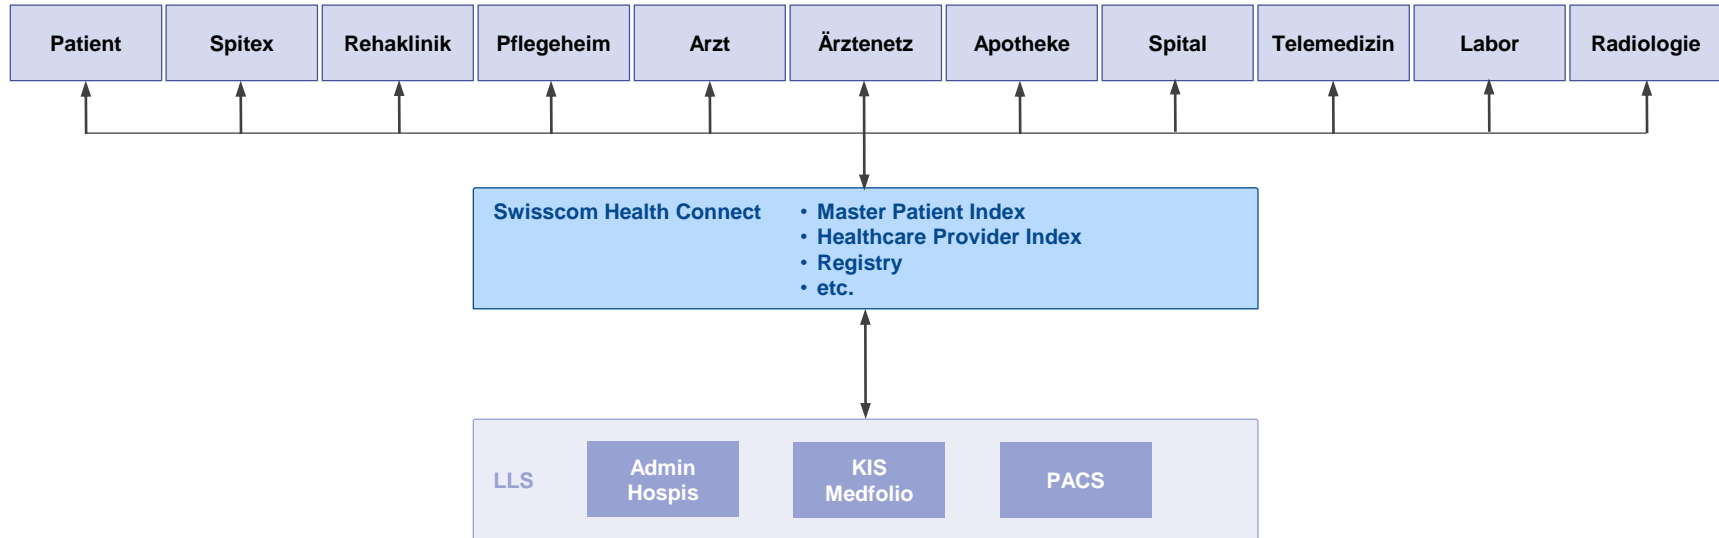 Patient
Spitex
Rehaklinik
Pflegeheim
Arzt
Ärztenetz
Apotheke
Spital
Telemedizin
Labor
Radiologie
Swisscom Health Connect
• Master Patient Index
• Healthcare Provider Index
• Registry
• etc.
LLS
Admin
Hospis
KIS
Medfolio
PACS